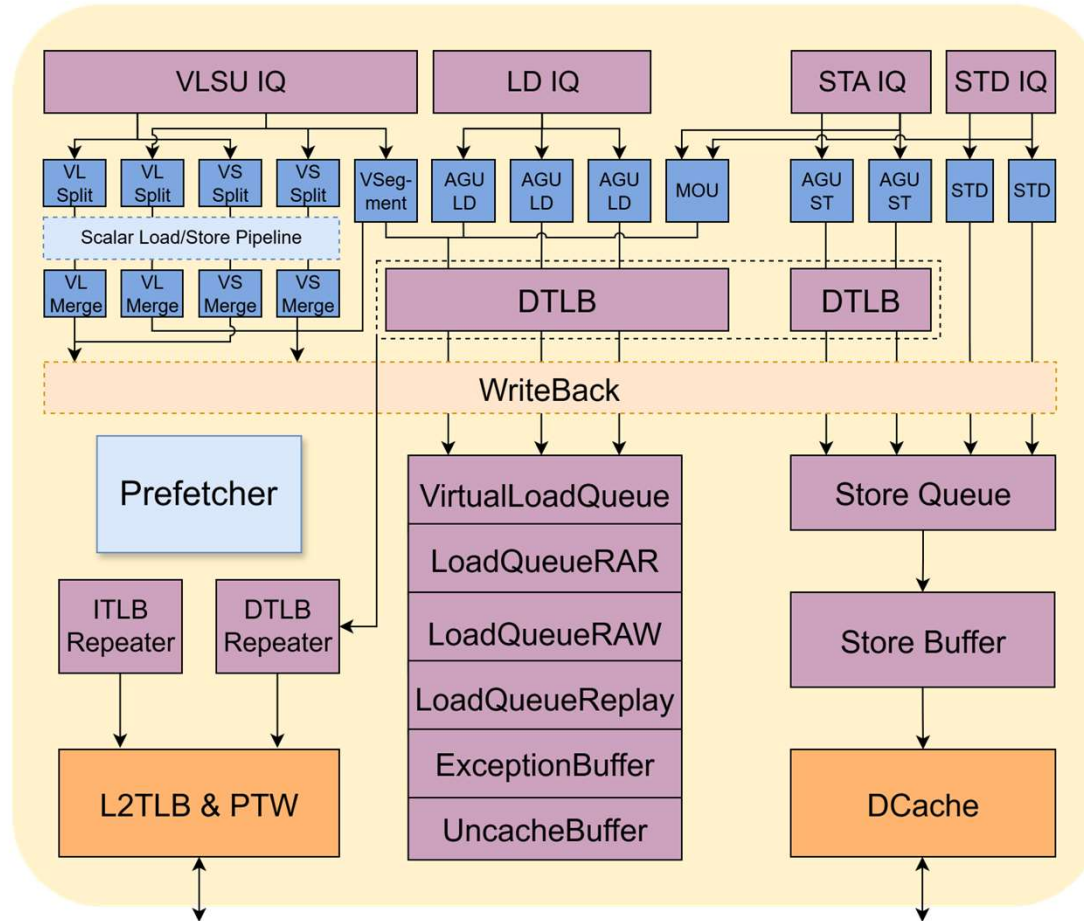 VLSU IQ
LD IQ
STA IQ
STD IQ
VL
Split
VL
Split
VS
Split
VS
Split
VSeg-
ment
AGU
LD
AGU
LD
AGU
LD
MOU
AGU
ST
AGU
ST
STD
STD
Scalar Load/Store Pipeline
VL
Merge
VL
Merge
VS
Merge
VS
Merge
DTLB
DTLB
WriteBack
Prefetcher
VirtualLoadQueue
LoadQueueRAR
LoadQueueRAW
LoadQueueReplay
ExceptionBuffer
UncacheBuffer
Store Queue
Store Buffer
ITLB
Repeater
DTLB
Repeater
L2TLB & PTW
DCache